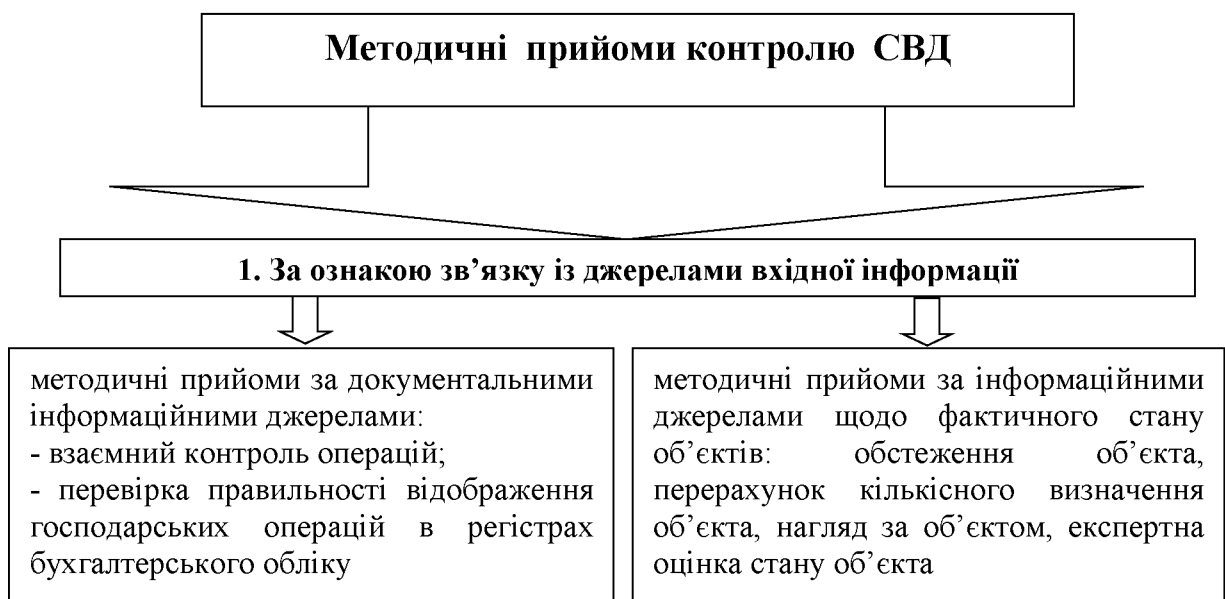 Методичні прийоми контролю СВД
1. За ознакою зв’язку із джерелами вхідної інформації
методичні прийоми за документальними
інформаційними джерелами:
- взаємний контроль операцій;
- перевірка правильності відображення
господарських операцій в регістрах
бухгалтерського обліку
методичні прийоми за інформаційними
джерелами щодо фактичного стану
об’єктів: обстеження об’єкта,
перерахунок кількісного визначення
об’єкта, нагляд за об’єктом, експертна
оцінка стану об’єкта